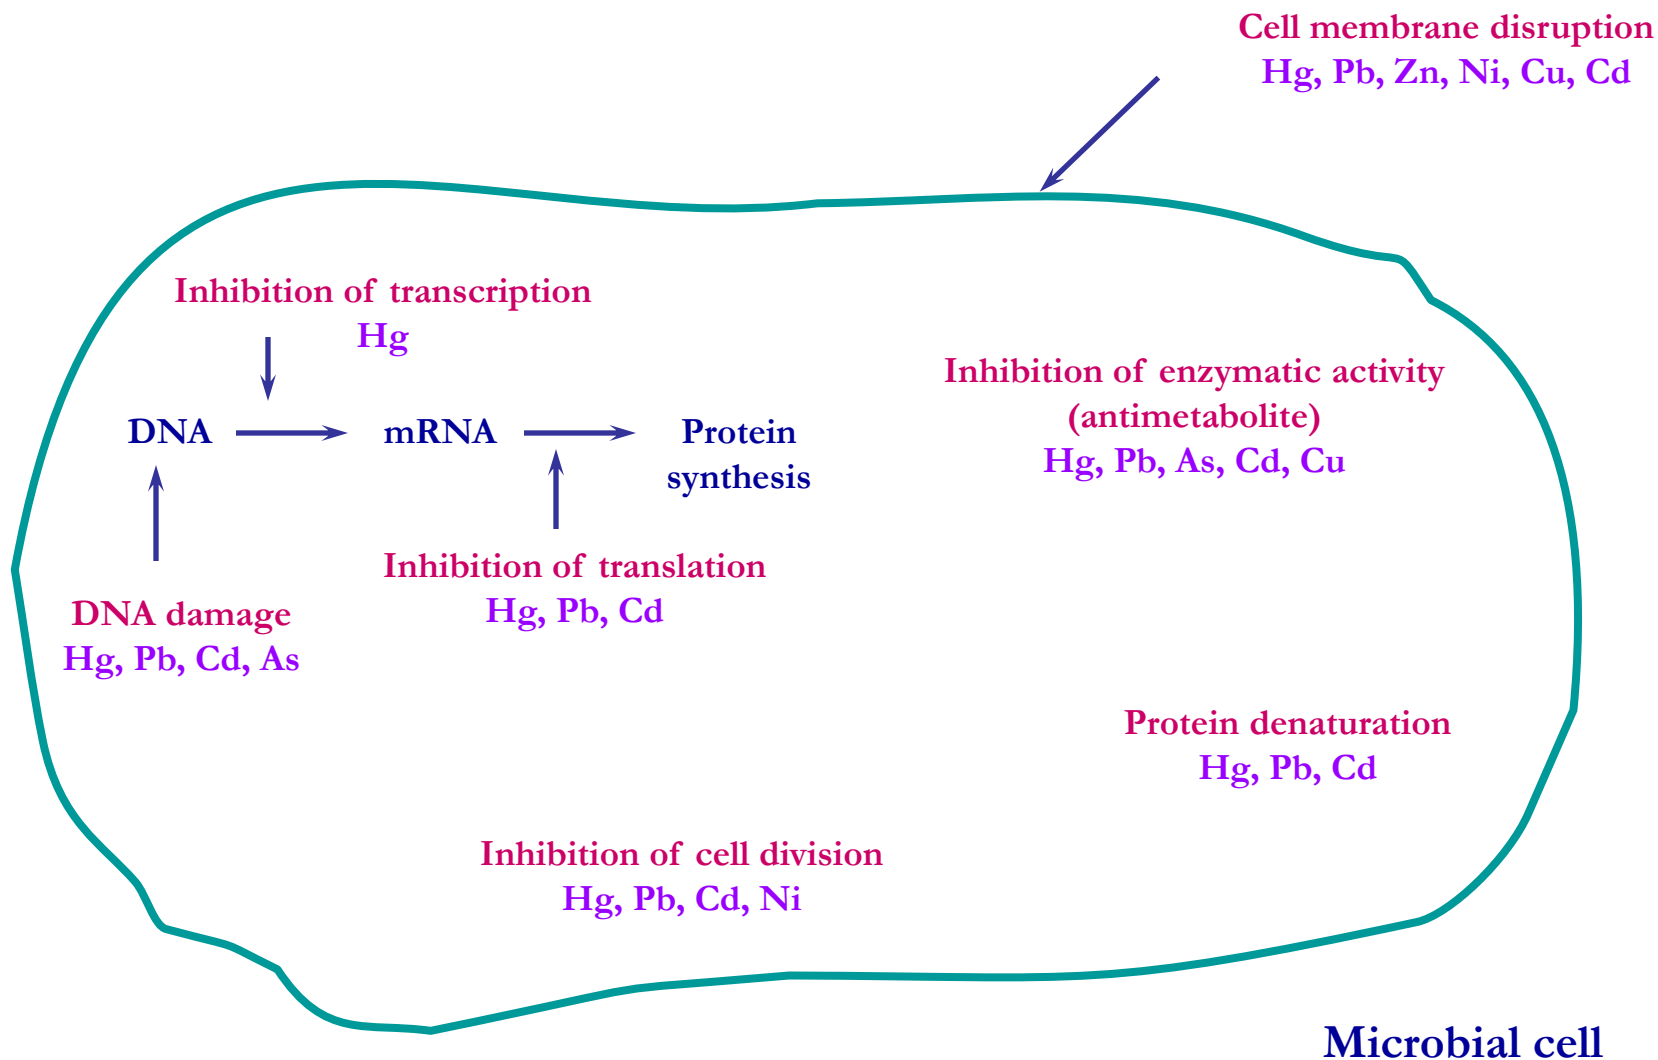 Cell membrane disruption
Hg, Pb, Zn, Ni, Cu, Cd
Inhibition of transcription
Hg
DNA
mRNA
Protein
synthesis
Inhibition of enzymatic activity
(antimetabolite)
Hg, Pb, As, Cd, Cu
Inhibition of translation
Hg, Pb, Cd
DNA damage
Hg, Pb, Cd, As
Protein denaturation
Hg, Pb, Cd
Inhibition of cell division
Hg, Pb, Cd, Ni
Microbial cell